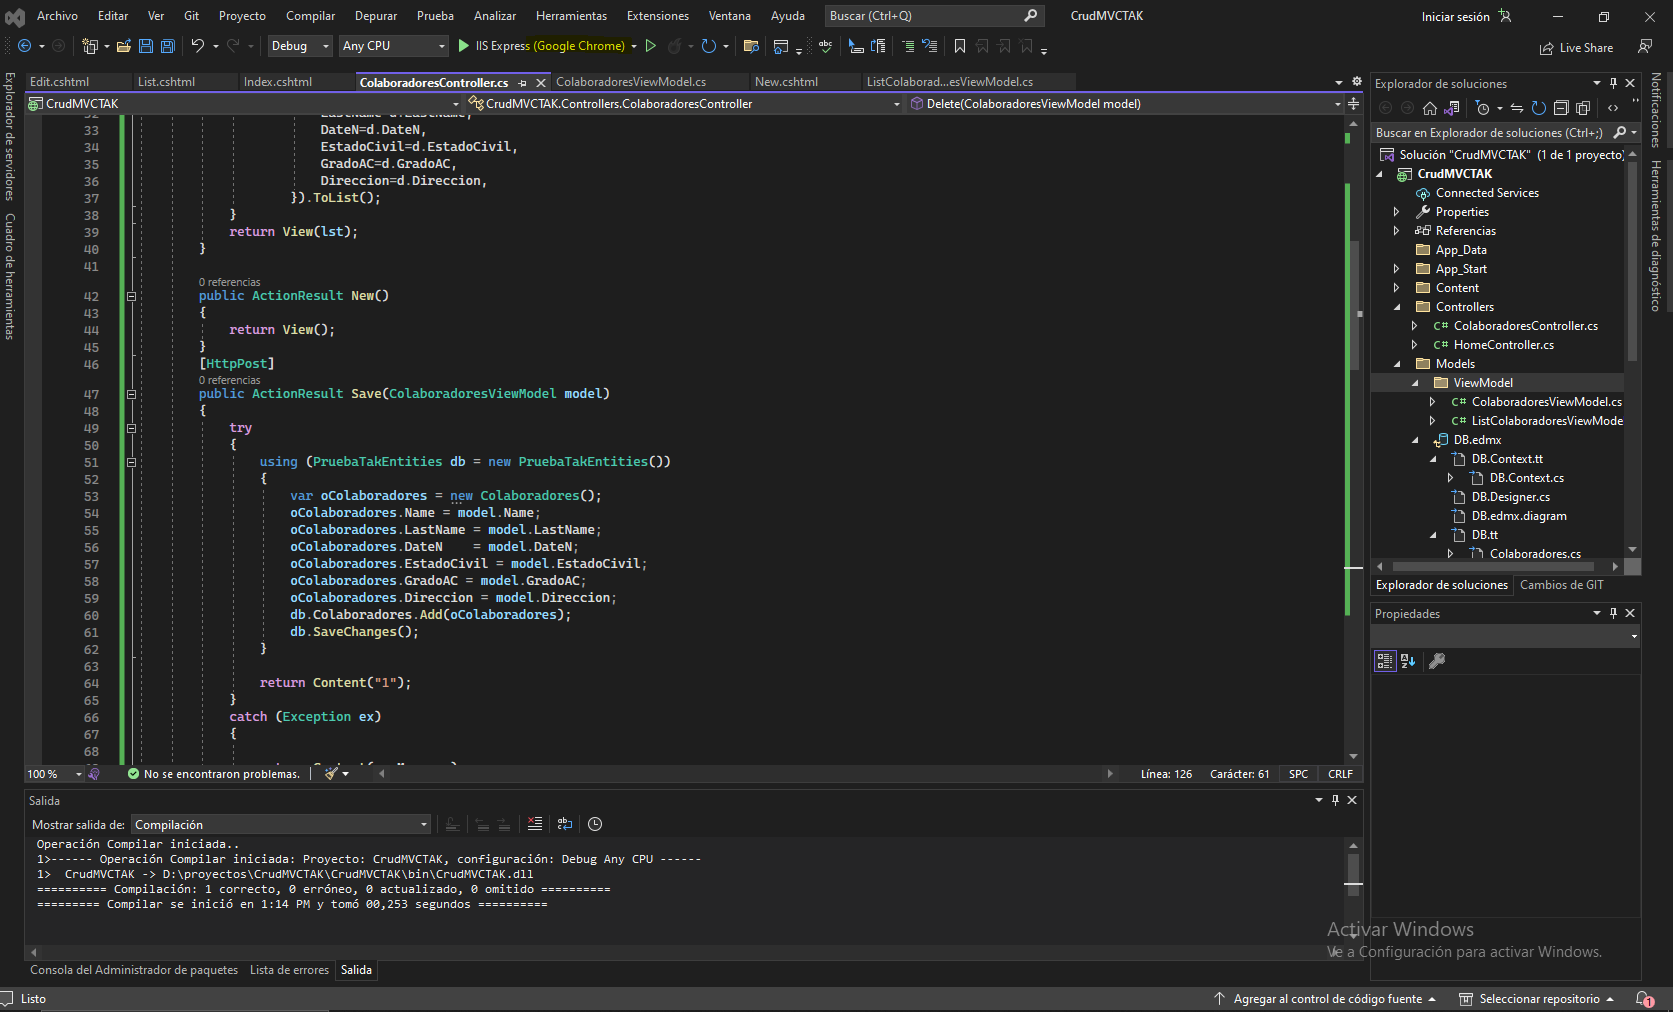 Archivo Editar Ver Git Proyecto Compilar Depurar Prueba Analizar Herramientas Extensiones Ventana Ayuda Buscar (Ctrl+Q) CrudMVCTAK Iniciar sesión
Debug Any CPU IIS Express (Google Chrome) Live Share
Explorador de servidores
Cuadro de herramientas
Edit.cshtml List.cshtml Index.cshtml ColaboradoresController.cs ColaboradoresViewModel.cs New.cshtml ListColaborad...esViewModel.cs
CrudMVCTAK CrudMVCTAK.Controllers.ColaboradoresController Delete(ColaboradoresViewModel model)
32 LastName=d.LastName,
33 DateN=d.DateN,
34 EstadoCivil=d.EstadoCivil,
35 GradoAC=d.GradoAC,
36 Direccion=d.Direccion,
37 }).ToList();
38 }
39 return View(lst);
40 }
41
0 referencias
42 public ActionResult New()
43 {
44 return View();
45 }
46 [HttpPost]
0 referencias
47 public ActionResult Save(ColaboradoresViewModel model)
48 {
49 try
50 {
51 using (PruebaTakEntities db = new PruebaTakEntities())
52 {
53 var oColaboradores = new Colaboradores();
54 oColaboradores.Name = model.Name;
55 oColaboradores.LastName = model.LastName;
56 oColaboradores.DateN    = model.DateN;
57 oColaboradores.EstadoCivil = model.EstadoCivil;
58 oColaboradores.GradoAC = model.GradoAC;
59 oColaboradores.Direccion = model.Direccion;
60 db.Colaboradores.Add(oColaboradores);
61 db.SaveChanges();
62 }
63
64 return Content("1");
65 }
66 catch (Exception ex)
67 {
68
100 % No se encontraron problemas. Línea: 126 Carácter: 61 SPC CRLF
Salida
Mostrar salida de: Compilación
Operación Compilar iniciada..
1>------ Operación Compilar iniciada: Proyecto: CrudMVCTAK, configuración: Debug Any CPU ------
1>  CrudMVCTAK -> D:\proyectos\CrudMVCTAK\CrudMVCTAK\bin\CrudMVCTAK.dll
========== Compilación: 1 correcto, 0 erróneo, 0 actualizado, 0 omitido ==========
========= Compilar se inició en 1:14 PM y tomó 00,253 segundos ==========
Consola del Administrador de paquetes Lista de errores Salida
Explorador de soluciones
Buscar en Explorador de soluciones (Ctrl+;)
Solución "CrudMVCTAK" (1 de 1 proyecto)
CrudMVCTAK
Connected Services
Properties
Referencias
App_Data
App_Start
Content
Controllers
C# ColaboradoresController.cs
C# HomeController.cs
Models
ViewModel
C# ColaboradoresViewModel.cs
C# ListColaboradoresViewMode
DB.edmx
DB.Context.tt
DB.Context.cs
DB.Designer.cs
DB.edmx.diagram
DB.tt
Colaboradores.cs
Explorador de soluciones Cambios de GIT
Propiedades
Notificaciones
Herramientas de diagnóstico
Activar Windows
Ve a Configuración para activar Windows.
Listo Agregar al control de código fuente Seleccionar repositorio 1